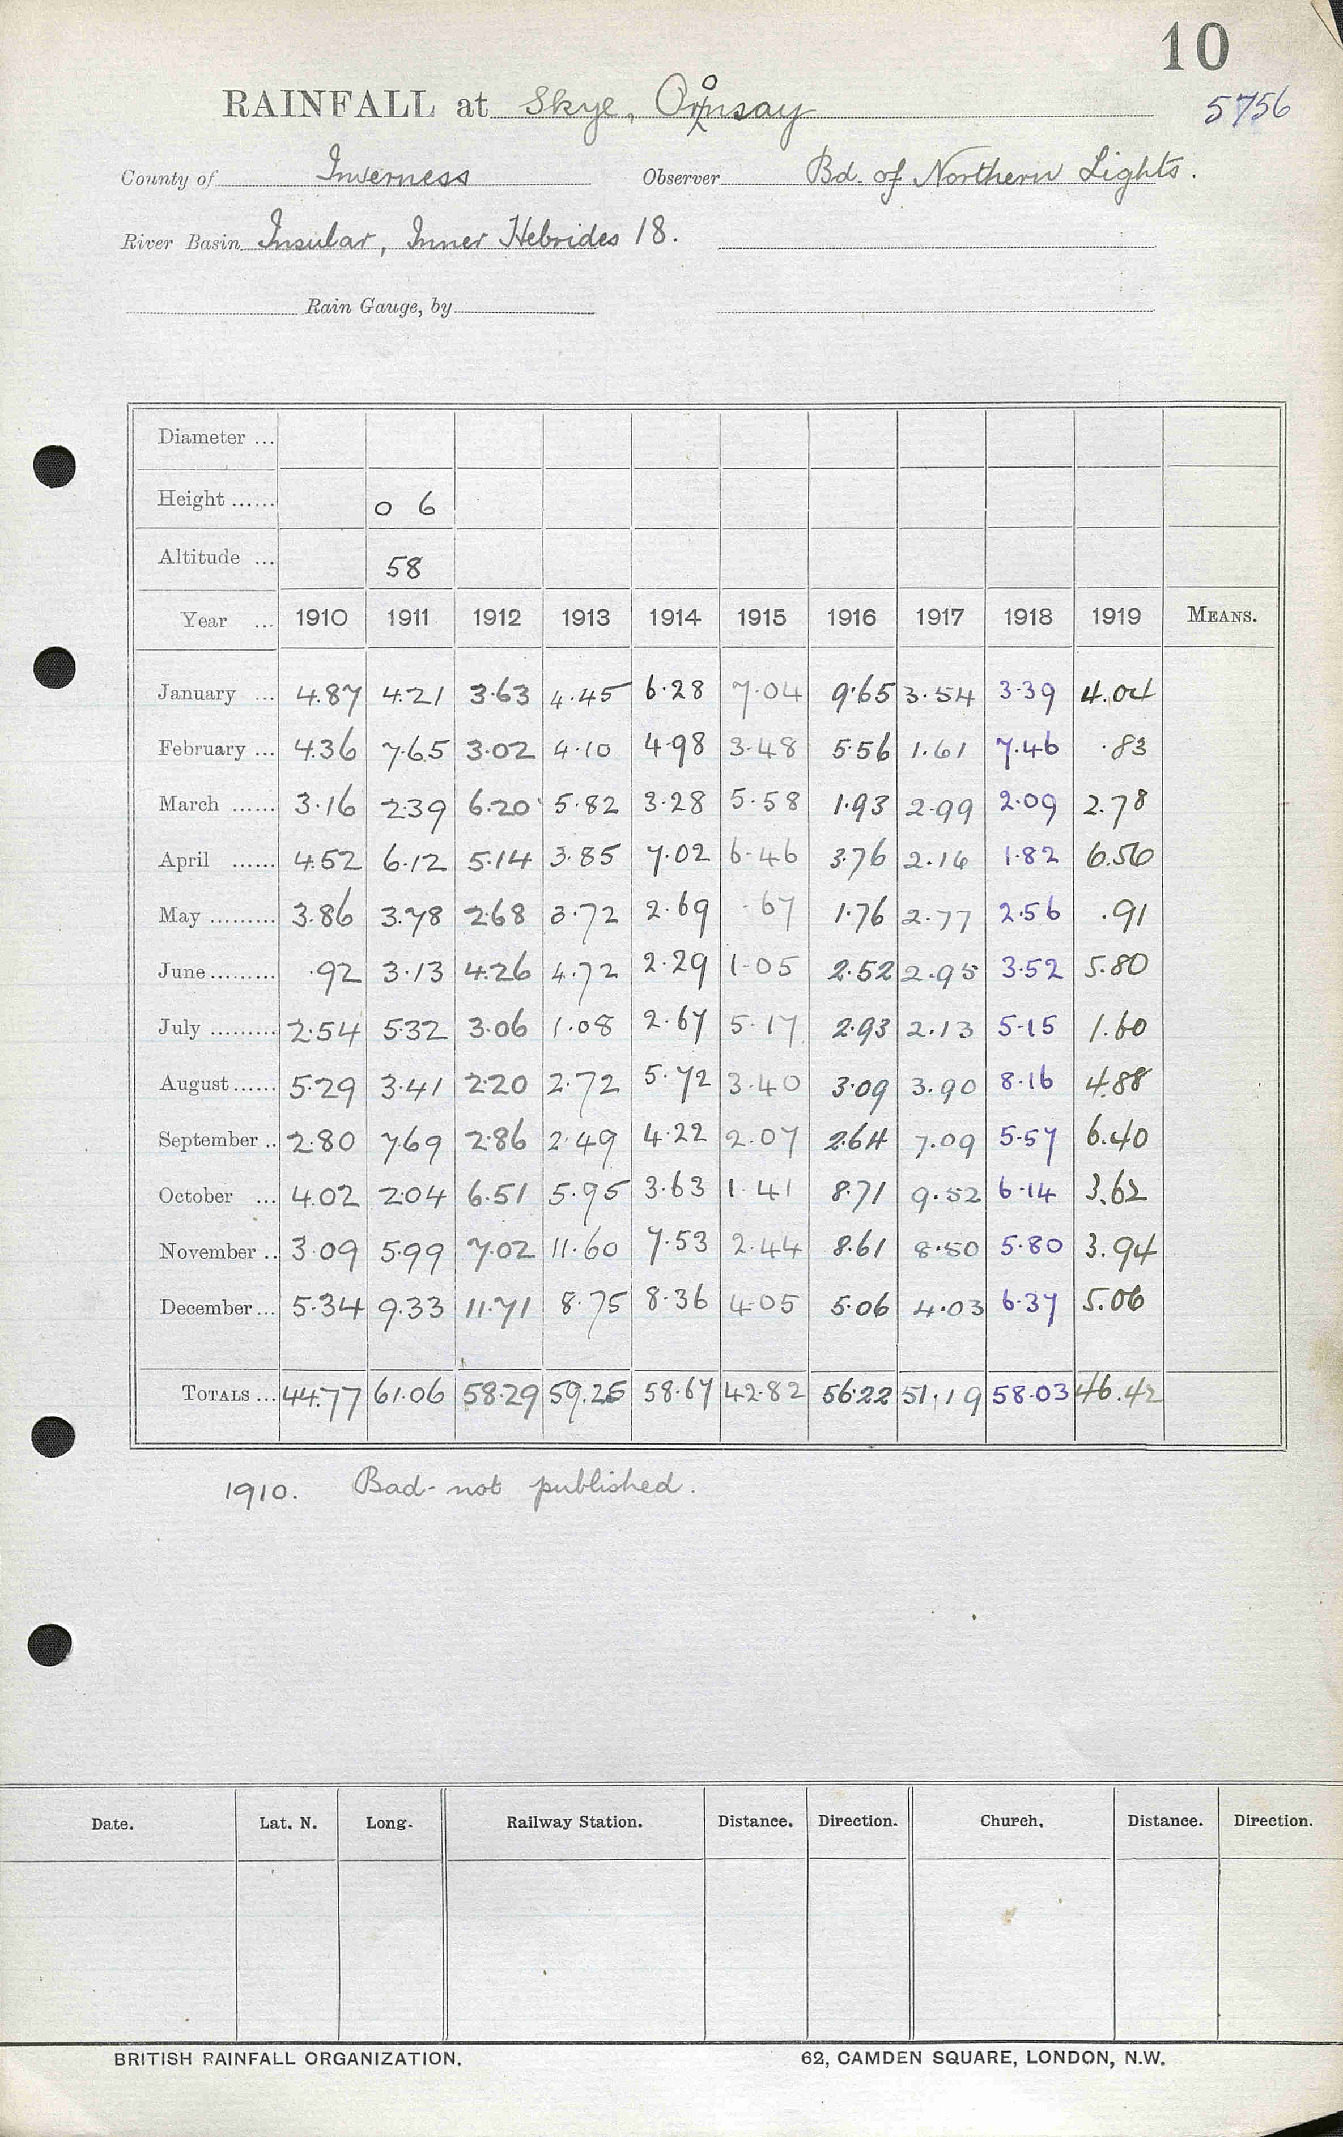 10
RAINFALL at Skye, Ornsay
5756
County of Inverness Observer Bd. of Northern Lights.
River Basin Insular, Inner Hebrides 18.
Rain Gauge, by
Diameter ...
Height ...... 0 6
Altitude ... 58
Year ... 1910 1911 1912 1913 1914 1915 1916 1917 1918 1919 MEANS.
January ... 4.87 4.21 3.63 4.45 6.28 7.04 9.65 3.54 3.39 4.04
February ... 4.36 7.65 3.02 4.10 4.98 3.48 5.56 1.61 7.46 .83
March ...... 3.16 2.39 6.20 5.82 3.28 5.58 1.93 2.99 2.09 2.78
April ...... 4.52 6.12 5.14 3.85 7.02 6.46 3.76 2.16 1.82 6.56
May ......... 3.86 3.78 2.68 3.72 2.69 .67 1.76 2.77 2.56 .91
June......... .92 3.13 4.26 4.72 2.29 1.05 2.52 2.95 3.52 5.80
July ......... 2.54 5.32 3.06 1.08 2.67 5.17 2.93 2.13 5.15 1.60
August...... 5.29 3.41 2.20 2.72 5.72 3.40 3.09 3.90 8.16 4.88
September .. 2.80 7.69 2.86 2.49 4.22 2.07 2.64 7.09 5.57 6.40
October ... 4.02 2.04 6.51 5.95 3.63 1.41 8.71 9.52 6.14 3.62
November .. 3.09 5.99 7.02 11.60 7.53 2.44 8.61 8.50 5.80 3.94
December... 5.34 9.33 11.71 8.75 8.36 4.05 5.06 4.03 6.37 5.06
TOTALS ... 44.77 61.06 58.29 59.25 58.67 42.82 56.22 51.19 58.03 46.42
1910. Bad - not published.
Date. Lat. N. Long. Railway Station. Distance. Direction. Church. Distance. Direction.
BRITISH RAINFALL ORGANIZATION. 62, CAMDEN SQUARE, LONDON, N.W.